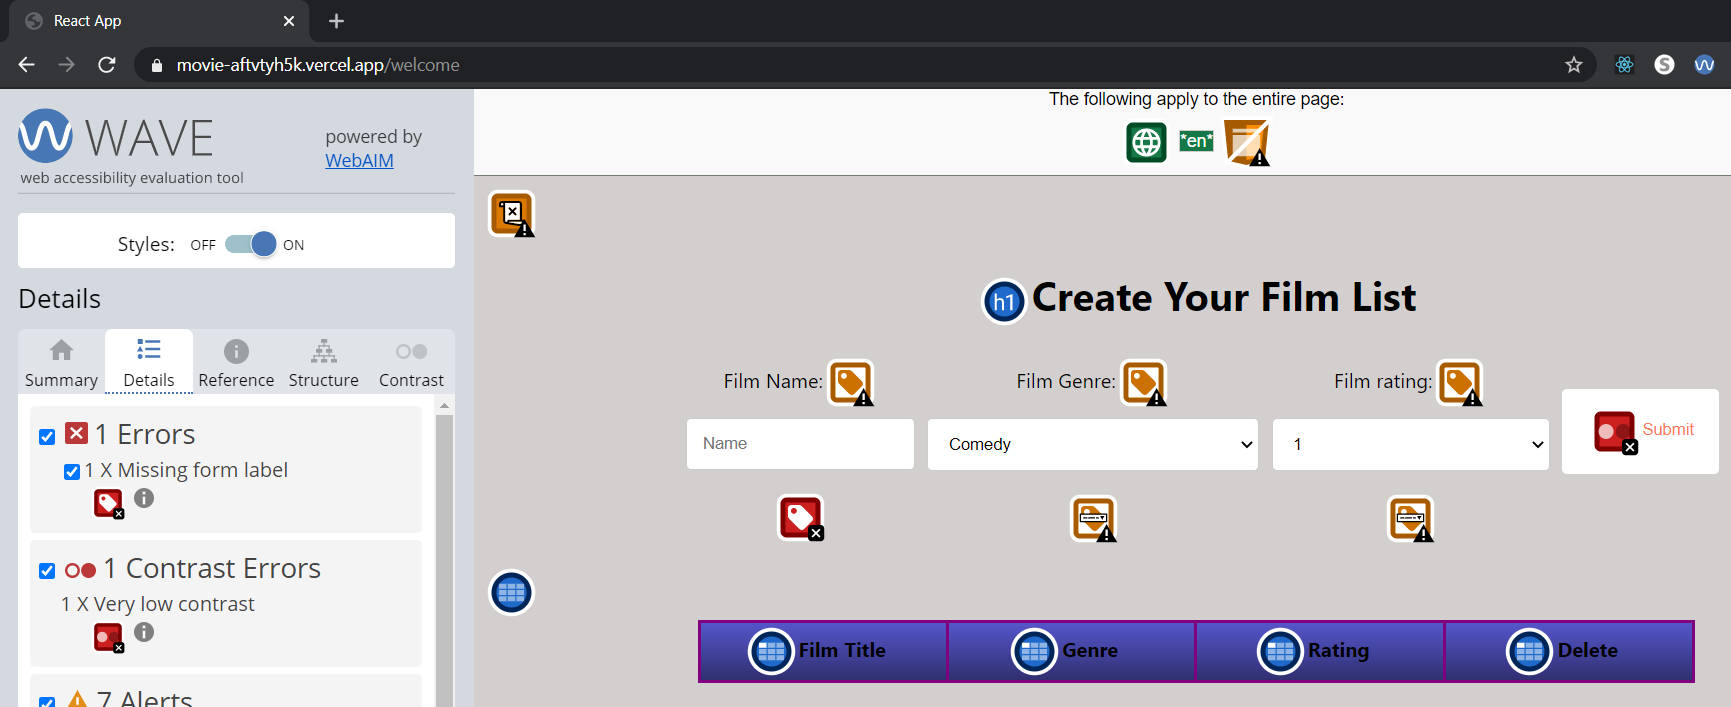 React App
movie-aftvtyh5k.vercel.app/welcome
S
WAVE
powered by
WebAIM
web accessibility evaluation tool
Styles: OFF ON
Details
Summary Details Reference Structure Contrast
1 Errors
1 X Missing form label
1 Contrast Errors
1 X Very low contrast
7 Alerts
The following apply to the entire page:
*en*
h1 Create Your Film List
Film Name: Film Genre: Film rating:
Name Comedy 1 Submit
Film Title Genre Rating Delete